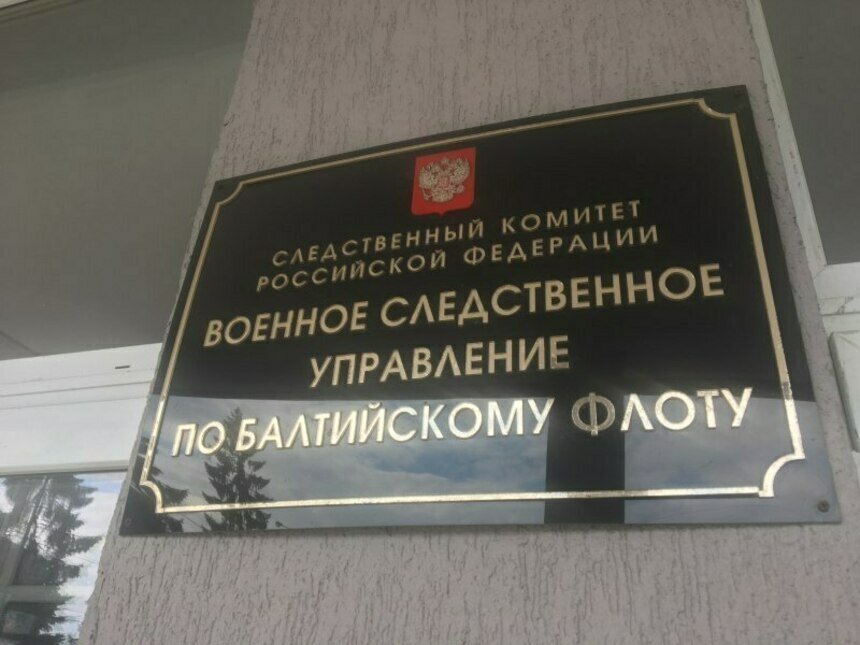 СЛЕДСТВЕННЫЙ КОМИТЕТ
РОССИЙСКОЙ ФЕДЕРАЦИИ
ВОЕННОЕ СЛЕДСТВЕННОЕ
УПРАВЛЕНИЕ
ПО БАЛТИЙСКОМУ ФЛОТУ